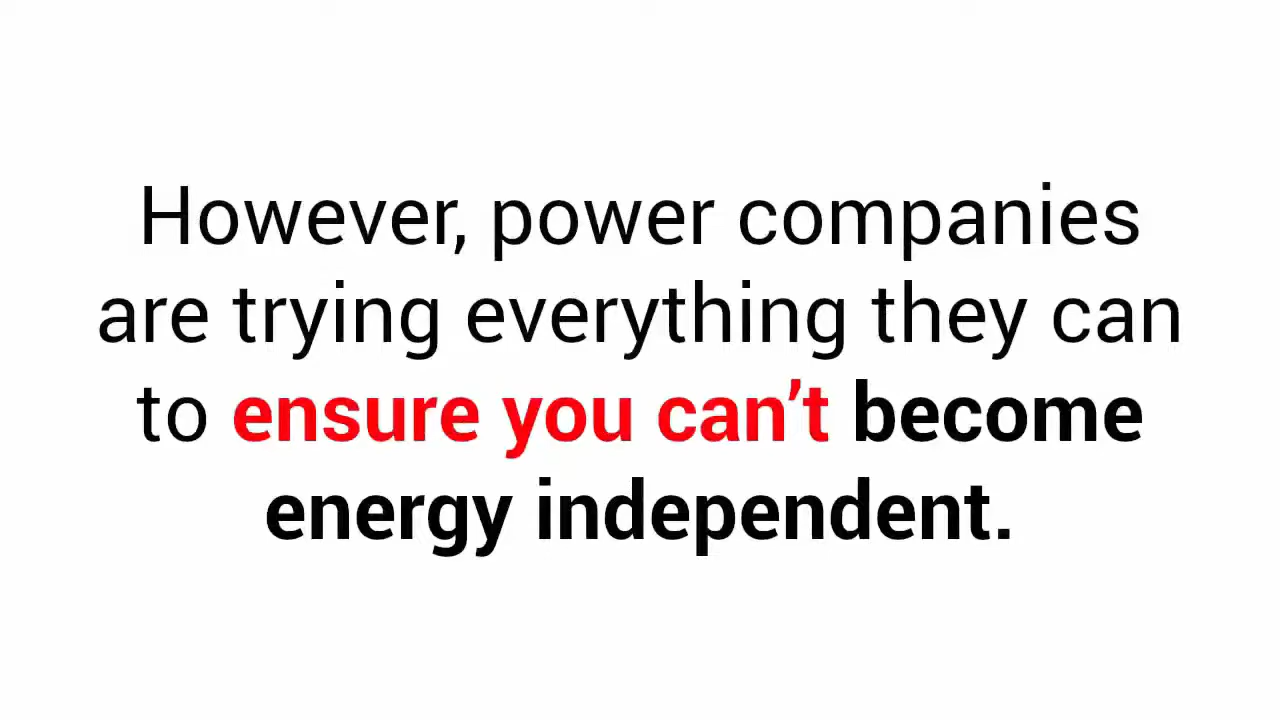 However, power companies
are trying everything they can
to ensure you can’t become
energy independent.